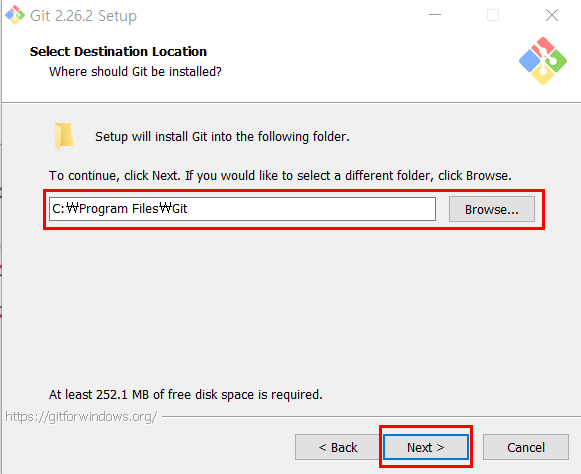 Git 2.26.2 Setup
Select Destination Location
Where should Git be installed?
Setup will install Git into the following folder.
To continue, click Next. If you would like to select a different folder, click Browse.
C:₩Program Files₩Git
Browse...
At least 252.1 MB of free disk space is required.
https://gitforwindows.org/
< Back
Next >
Cancel